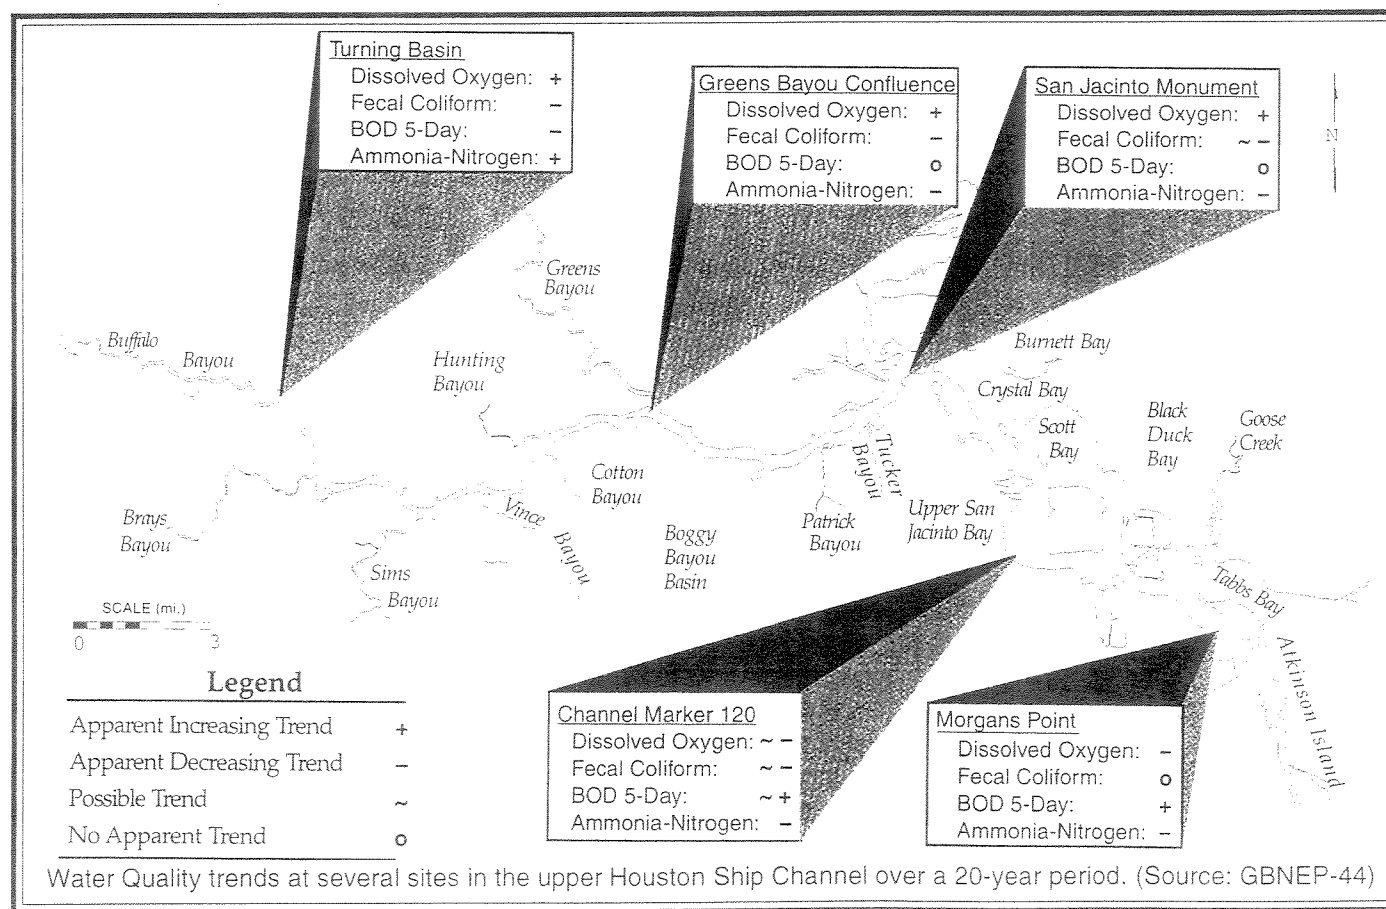 Turning Basin
Dissolved Oxygen: +
Fecal Coliform: −
BOD 5-Day: −
Ammonia-Nitrogen: +
Greens Bayou Confluence
Dissolved Oxygen: +
Fecal Coliform: −
BOD 5-Day: o
Ammonia-Nitrogen: −
San Jacinto Monument
Dissolved Oxygen: +
Fecal Coliform: ~ −
BOD 5-Day: o
Ammonia-Nitrogen: −
N
Greens
Bayou
Buffalo
Bayou
Hunting
Bayou
Burnett Bay
Crystal Bay
Scott
Bay
Black
Duck
Bay
Goose
Creek
Tucker
Bayou
Cotton
Bayou
Vince
Bayou
Brays
Bayou
Sims
Bayou
Boggy
Bayou
Basin
Patrick
Bayou
Upper San
Jacinto Bay
Tabbs Bay
Atkinson Island
SCALE (mi.)
0 3
Legend
Apparent Increasing Trend +
Apparent Decreasing Trend −
Possible Trend ~
No Apparent Trend o
Channel Marker 120
Dissolved Oxygen: ~ −
Fecal Coliform: ~ −
BOD 5-Day: ~ +
Ammonia-Nitrogen: −
Morgans Point
Dissolved Oxygen: −
Fecal Coliform: o
BOD 5-Day: +
Ammonia-Nitrogen: −
Water Quality trends at several sites in the upper Houston Ship Channel over a 20-year period. (Source: GBNEP-44)